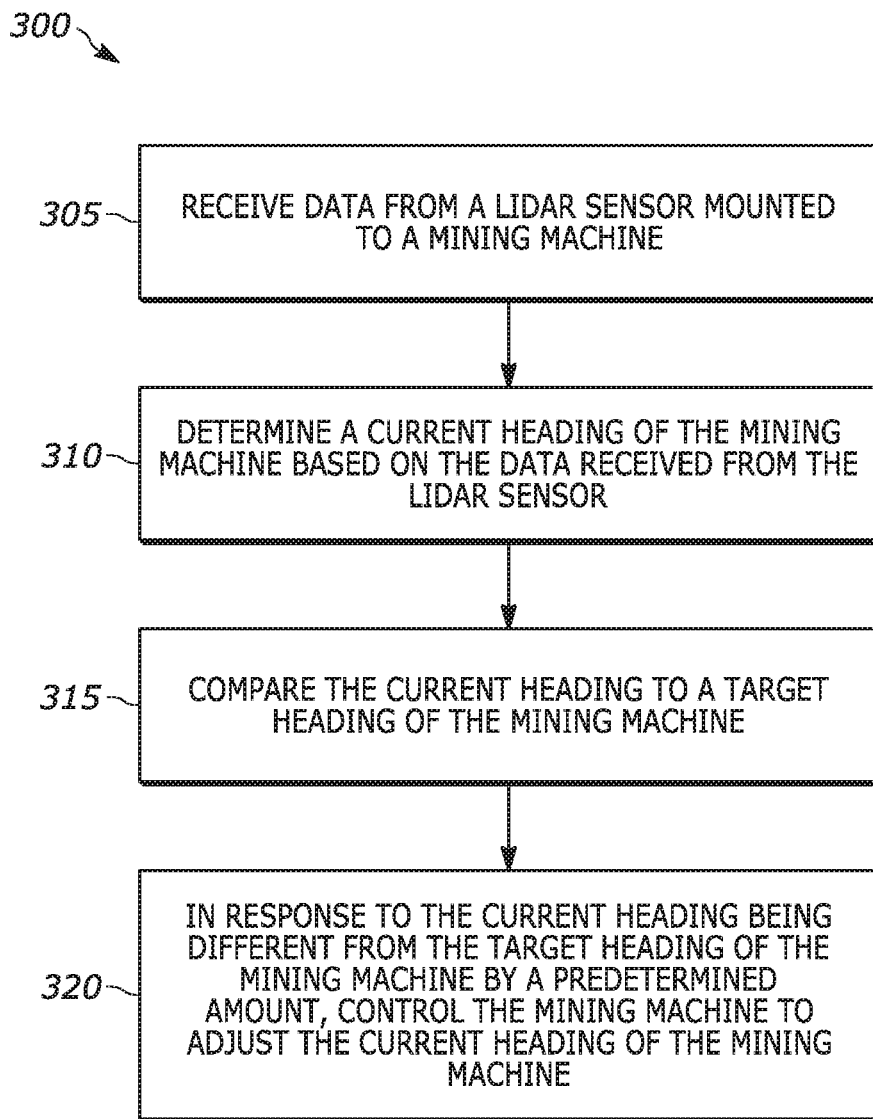 300
305
RECEIVE DATA FROM A LIDAR SENSOR MOUNTED
TO A MINING MACHINE
310
DETERMINE A CURRENT HEADING OF THE MINING
MACHINE BASED ON THE DATA RECEIVED FROM THE
LIDAR SENSOR
315
COMPARE THE CURRENT HEADING TO A TARGET
HEADING OF THE MINING MACHINE
320
IN RESPONSE TO THE CURRENT HEADING BEING
DIFFERENT FROM THE TARGET HEADING OF THE
MINING MACHINE BY A PREDETERMINED
AMOUNT, CONTROL THE MINING MACHINE TO
ADJUST THE CURRENT HEADING OF THE MINING
MACHINE